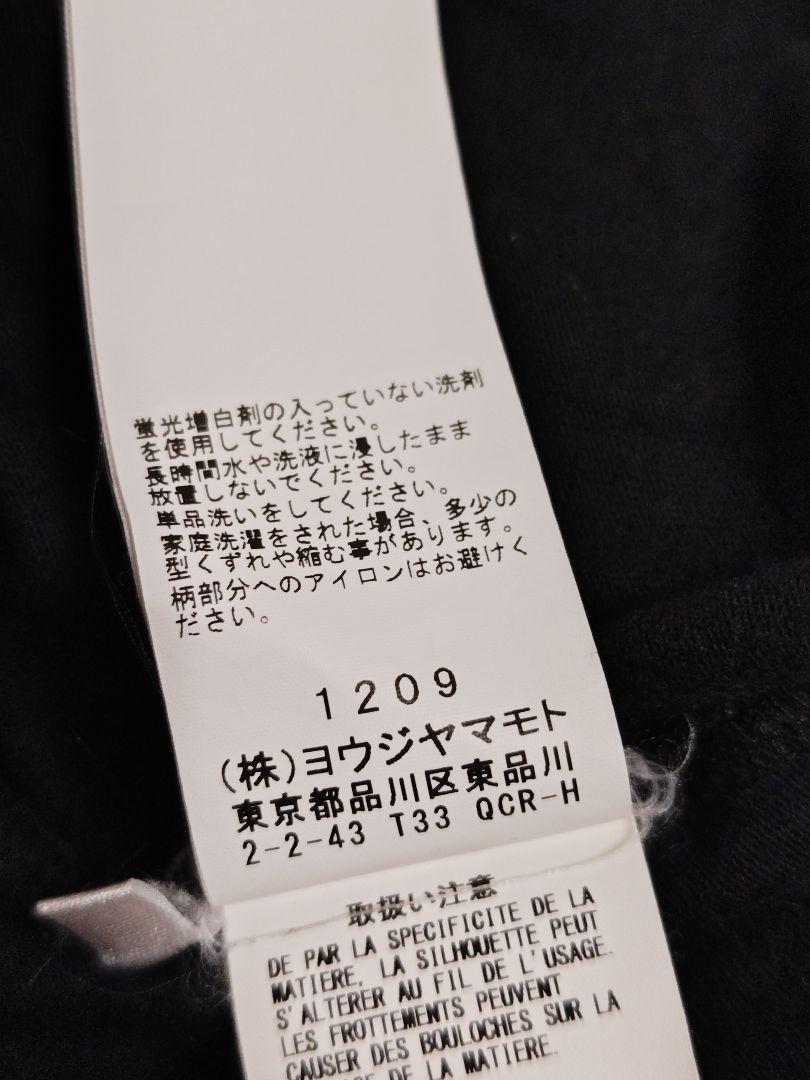 蛍光増白剤の入っていない洗剤
を使用してください。
長時間水や洗液に浸したまま
放置しないでください。
単品洗いをしてください。
家庭洗濯をされた場合、多少の
型くずれや縮む事があります。
柄部分へのアイロンはお避けく
ださい。
1209
(株)ヨウジヤマモト
東京都品川区東品川
2-2-43 T33 QCR-H
取扱い注意
DE PAR LA SPECIFICITE DE LA
MATIERE, LA SILHOUETTE PEUT
S'ALTERER AU FIL DE L'USAGE.
LES FROTTEMENTS PEUVENT
CAUSER DES BOULOCHES SUR LA
DE LA MATIERE.